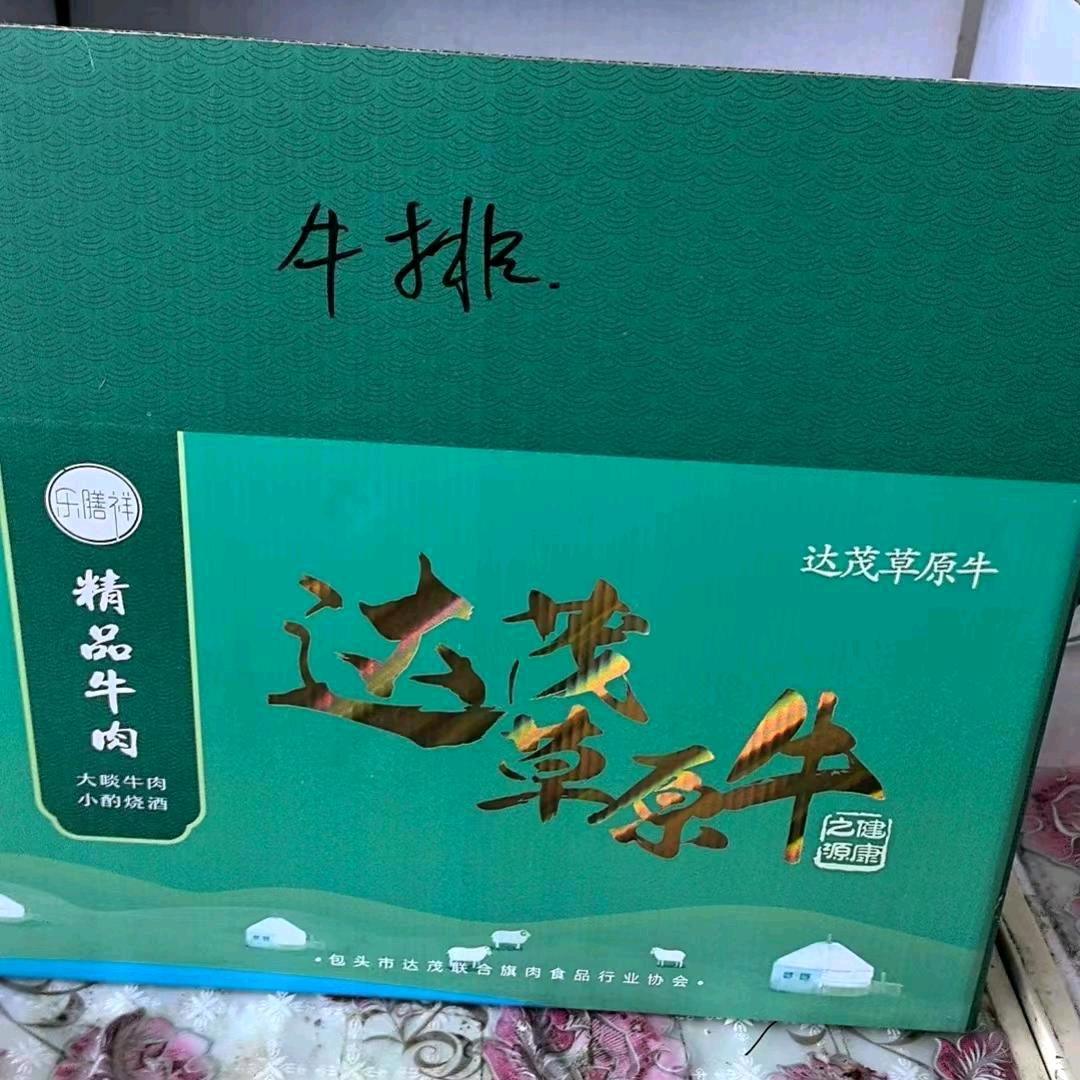 牛排.
乐膳祥
精品牛肉
大啖牛肉
小酌烧酒
达茂草原牛
达茂草原牛
健康之源
•包头市达茂联合旗肉食品行业协会•